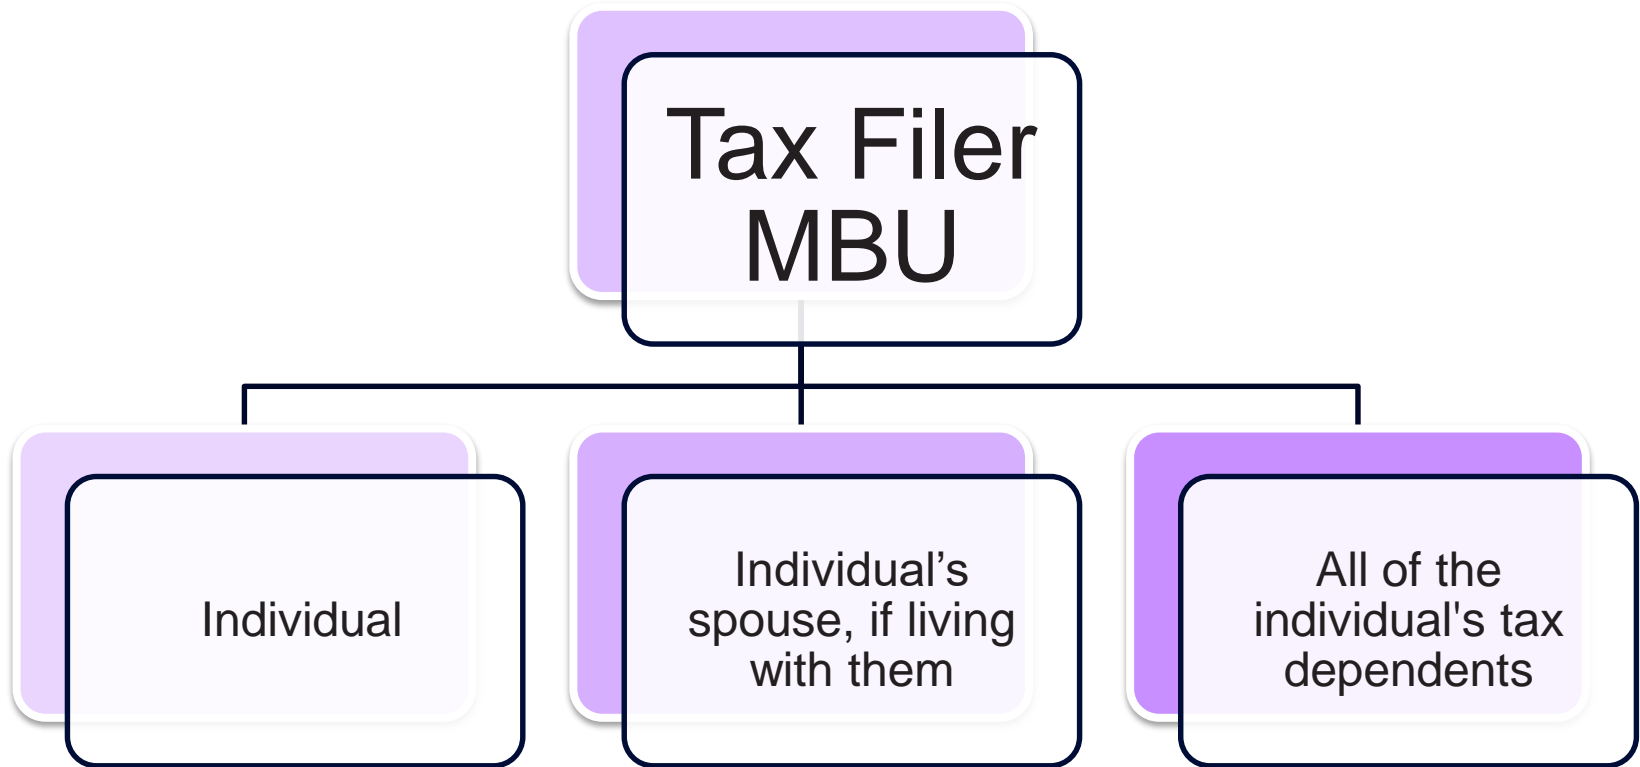 Tax Filer
MBU
Individual
Individual’s
spouse, if living
with them
All of the
individual's tax
dependents